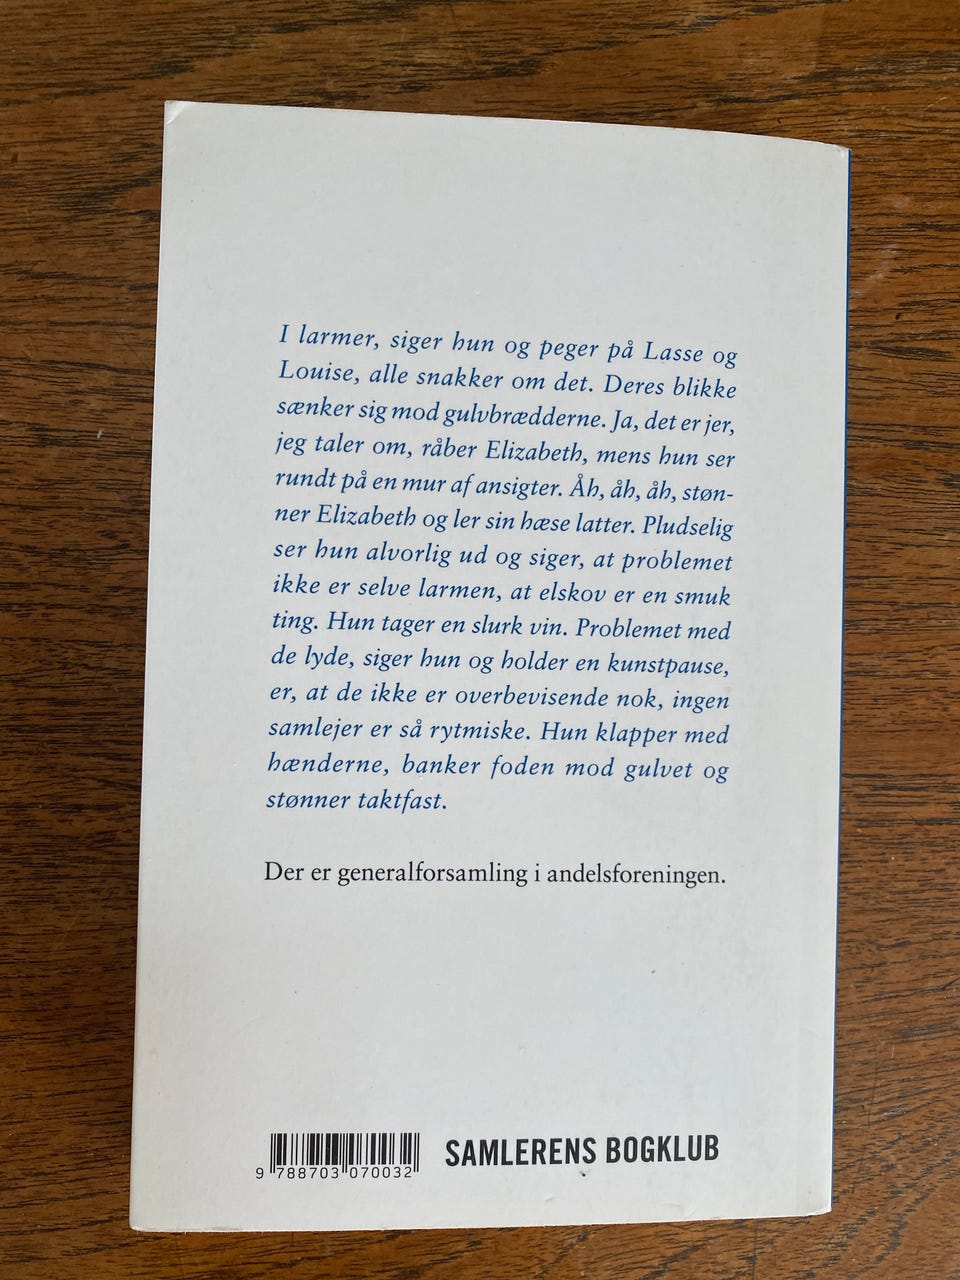 I larmer, siger hun og peger på Lasse og
Louise, alle snakker om det. Deres blikke
sænker sig mod gulvbrædderne. Ja, det er jer,
jeg taler om, råber Elizabeth, mens hun ser
rundt på en mur af ansigter. Åh, åh, åh, støn-
ner Elizabeth og ler sin hæse latter. Pludselig
ser hun alvorlig ud og siger, at problemet
ikke er selve larmen, at elskov er en smuk
ting. Hun tager en slurk vin. Problemet med
de lyde, siger hun og holder en kunstpause,
er, at de ikke er overbevisende nok, ingen
samlejer er så rytmiske. Hun klapper med
hænderne, banker foden mod gulvet og
stønner taktfast.
Der er generalforsamling i andelsforeningen.
SAMLERENS BOGKLUB
9 788703 070032